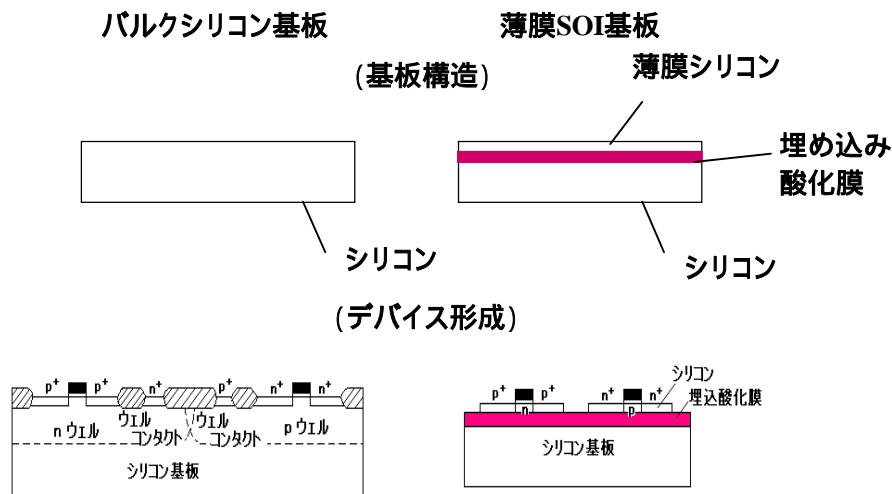 バルクシリコン基板 薄膜SOI基板
(基板構造)
薄膜シリコン
埋め込み
酸化膜
シリコン シリコン
(デバイス形成)
p+ p+ n+ p+ n+ n+
nウェル ウェル ウェル pウェル
コンタクト コンタクト
シリコン基板
p+ p+ n+ n+ シリコン
埋込酸化膜
n p
シリコン基板